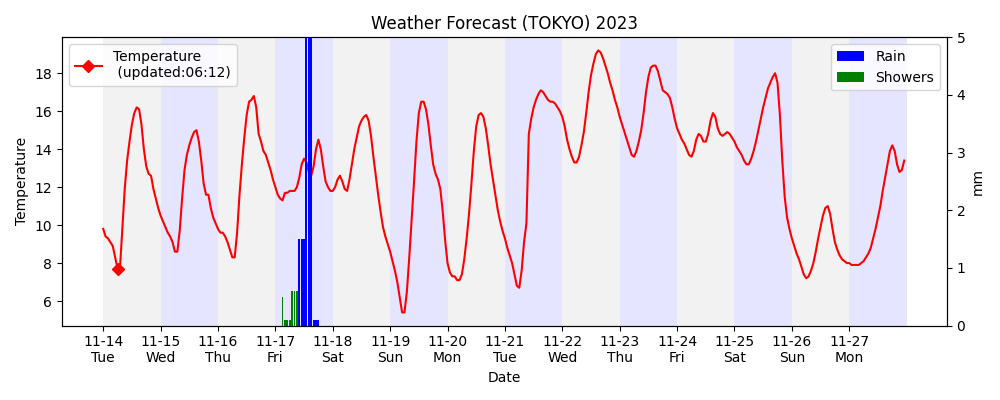 Weather Forecast (TOKYO) 2023
Temperature
(updated:06:12)
Rain
Showers
Temperature
18
16
14
12
10
8
6
5
4
3
2
1
0
mm
11-14 11-15 11-16 11-17 11-18 11-19 11-20 11-21 11-22 11-23 11-24 11-25 11-26 11-27
Tue Wed Thu Fri Sat Sun Mon Tue Wed Thu Fri Sat Sun Mon
Date